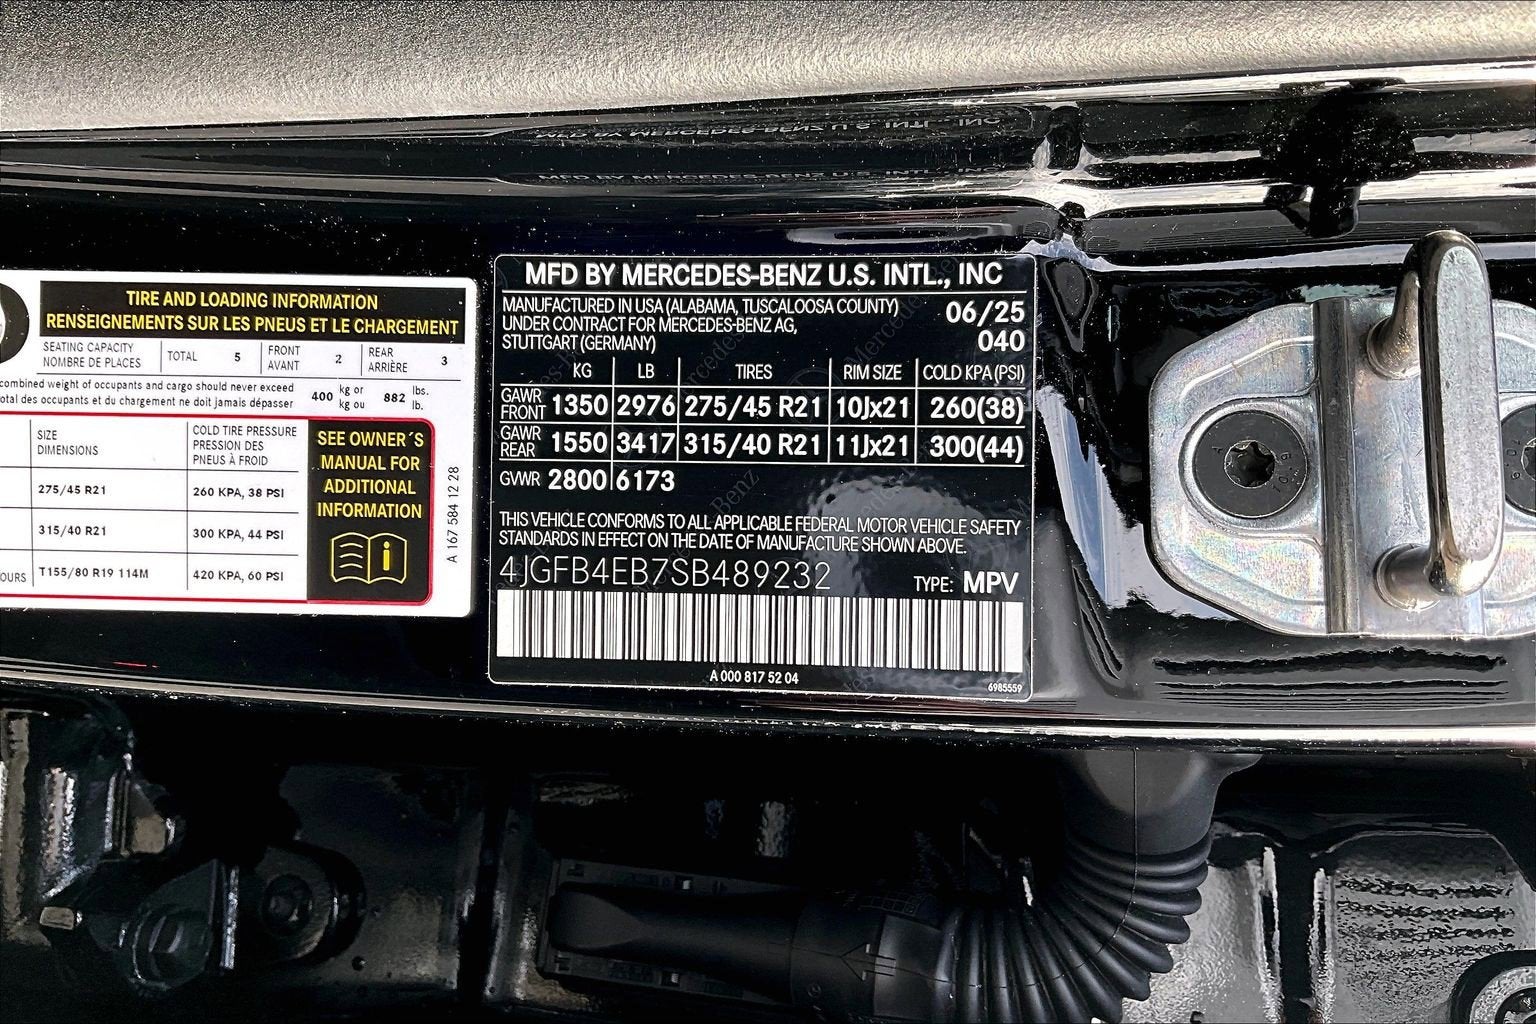 TIRE AND LOADING INFORMATION
RENSEIGNEMENTS SUR LES PNEUS ET LE CHARGEMENT
SEATING CAPACITY
NOMBRE DE PLACES
TOTAL 5
FRONT
AVANT
2
REAR
ARRIÈRE
3
combined weight of occupants and cargo should never exceed
total des occupants et du chargement ne doit jamais dépasser
400 kg or
kg ou
882 lbs.
lb.
SIZE
DIMENSIONS
COLD TIRE PRESSURE
PRESSION DES
PNEUS À FROID
275/45 R21 260 KPA, 38 PSI
315/40 R21 300 KPA, 44 PSI
OURS T155/80 R19 114M 420 KPA, 60 PSI
SEE OWNER´S
MANUAL FOR
ADDITIONAL
INFORMATION
A 167 584 12 28
MFD BY MERCEDES-BENZ U.S. INTL., INC
MANUFACTURED IN USA (ALABAMA, TUSCALOOSA COUNTY)
UNDER CONTRACT FOR MERCEDES-BENZ AG,
STUTTGART (GERMANY)
06/25
040
KG LB TIRES RIM SIZE COLD KPA(PSI)
GAWR
FRONT
1350 2976 275/45 R21 10Jx21 260(38)
GAWR
REAR
1550 3417 315/40 R21 11Jx21 300(44)
GVWR 2800 6173
THIS VEHICLE CONFORMS TO ALL APPLICABLE FEDERAL MOTOR VEHICLE SAFETY
STANDARDS IN EFFECT ON THE DATE OF MANUFACTURE SHOWN ABOVE.
4JGFB4EB7SB489232
TYPE: MPV
A 000 817 52 04
6985559